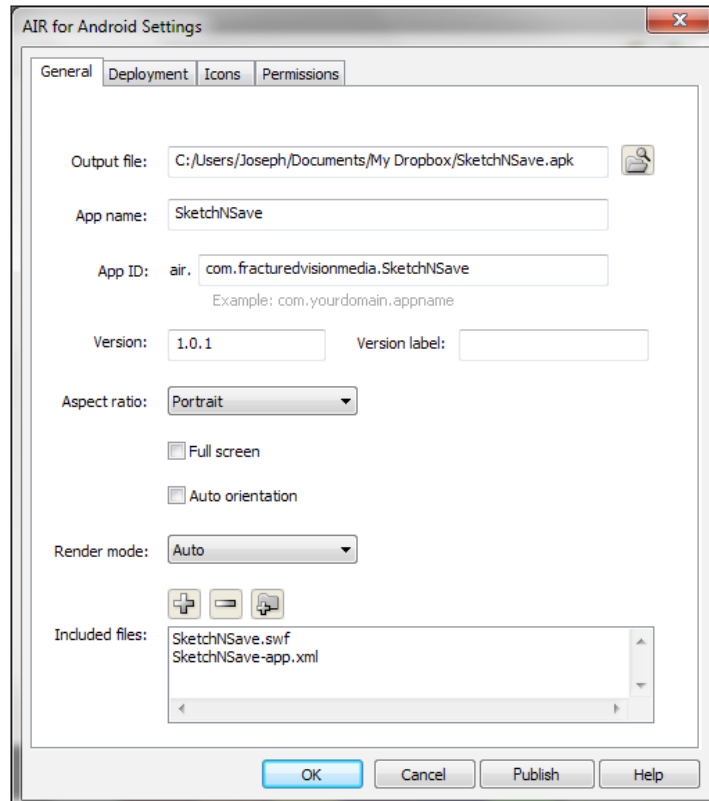 AIR for Android Settings
General Deployment Icons Permissions
Output file: C:/Users/Joseph/Documents/My Dropbox/SketchNSave.apk
App name: SketchNSave
App ID: air. com.fracturedvisionmedia.SketchNSave
Example: com.yourdomain.appname
Version: 1.0.1 Version label:
Aspect ratio: Portrait
Full screen
Auto orientation
Render mode: Auto
Included files:
SketchNSave.swf
SketchNSave-app.xml
OK Cancel Publish Help